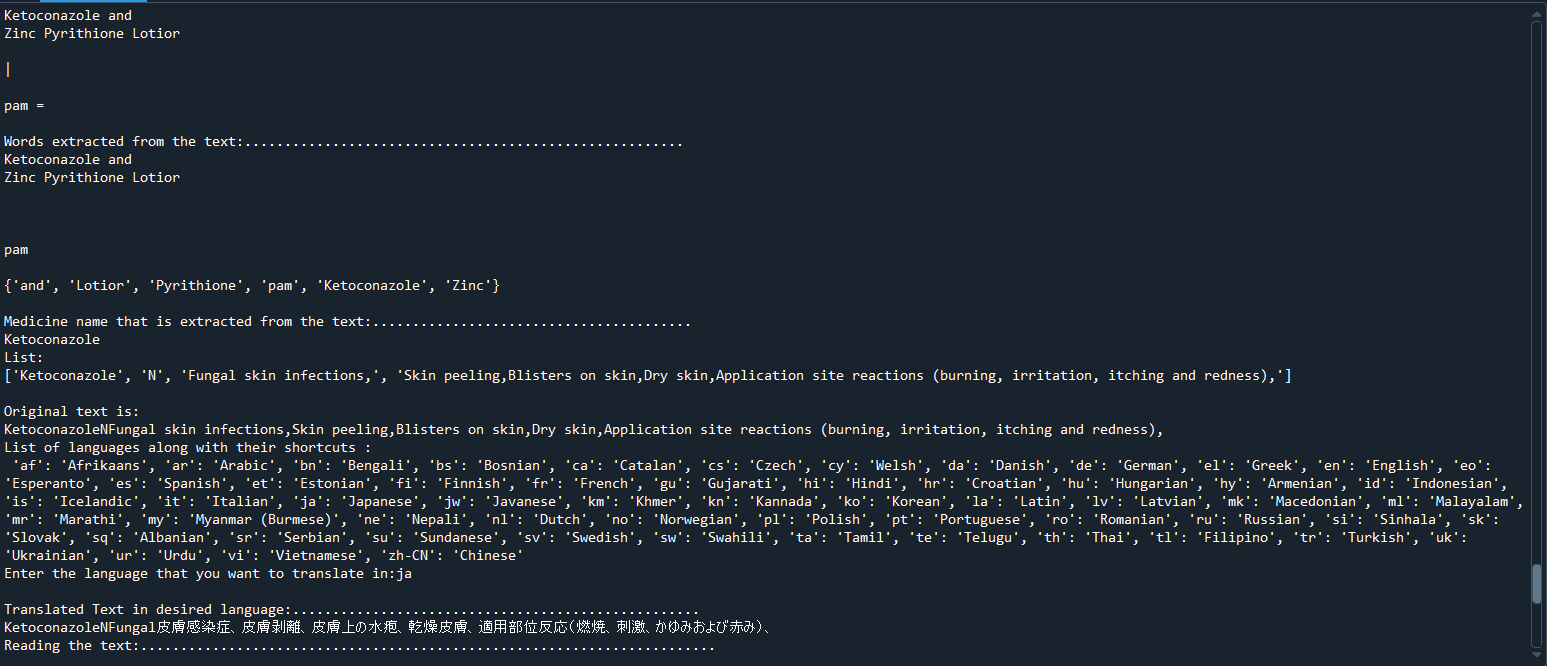 Ketoconazole and
Zinc Pyrithione Lotior
|
pam =
Words extracted from the text:.......................................................
Ketoconazole and
Zinc Pyrithione Lotior
pam
{'and', 'Lotior', 'Pyrithione', 'pam', 'Ketoconazole', 'Zinc'}
Medicine name that is extracted from the text:........................................
Ketoconazole
List:
['Ketoconazole', 'N', 'Fungal skin infections,', 'Skin peeling,Blisters on skin,Dry skin,Application site reactions (burning, irritation, itching and redness),']
Original text is:
KetoconazoleNFungal skin infections,Skin peeling,Blisters on skin,Dry skin,Application site reactions (burning, irritation, itching and redness),
List of languages along with their shortcuts :
'af': 'Afrikaans', 'ar': 'Arabic', 'bn': 'Bengali', 'bs': 'Bosnian', 'ca': 'Catalan', 'cs': 'Czech', 'cy': 'Welsh', 'da': 'Danish', 'de': 'German', 'el': 'Greek', 'en': 'English', 'eo':
'Esperanto', 'es': 'Spanish', 'et': 'Estonian', 'fi': 'Finnish', 'fr': 'French', 'gu': 'Gujarati', 'hi': 'Hindi', 'hr': 'Croatian', 'hu': 'Hungarian', 'hy': 'Armenian', 'id': 'Indonesian',
'is': 'Icelandic', 'it': 'Italian', 'ja': 'Japanese', 'jw': 'Javanese', 'km': 'Khmer', 'kn': 'Kannada', 'ko': 'Korean', 'la': 'Latin', 'lv': 'Latvian', 'mk': 'Macedonian', 'ml': 'Malayalam',
'mr': 'Marathi', 'my': 'Myanmar (Burmese)', 'ne': 'Nepali', 'nl': 'Dutch', 'no': 'Norwegian', 'pl': 'Polish', 'pt': 'Portuguese', 'ro': 'Romanian', 'ru': 'Russian', 'si': 'Sinhala', 'sk':
'Slovak', 'sq': 'Albanian', 'sr': 'Serbian', 'su': 'Sundanese', 'sv': 'Swedish', 'sw': 'Swahili', 'ta': 'Tamil', 'te': 'Telugu', 'th': 'Thai', 'tl': 'Filipino', 'tr': 'Turkish', 'uk':
'Ukrainian', 'ur': 'Urdu', 'vi': 'Vietnamese', 'zh-CN': 'Chinese'
Enter the language that you want to translate in:ja
Translated Text in desired language:...................................................
KetoconazoleNFungal皮膚感染症、皮膚剥離、皮膚上の水疱、乾燥皮膚、適用部位反応（燃焼、刺激、かゆみおよび赤み）、
Reading the text:........................................................................